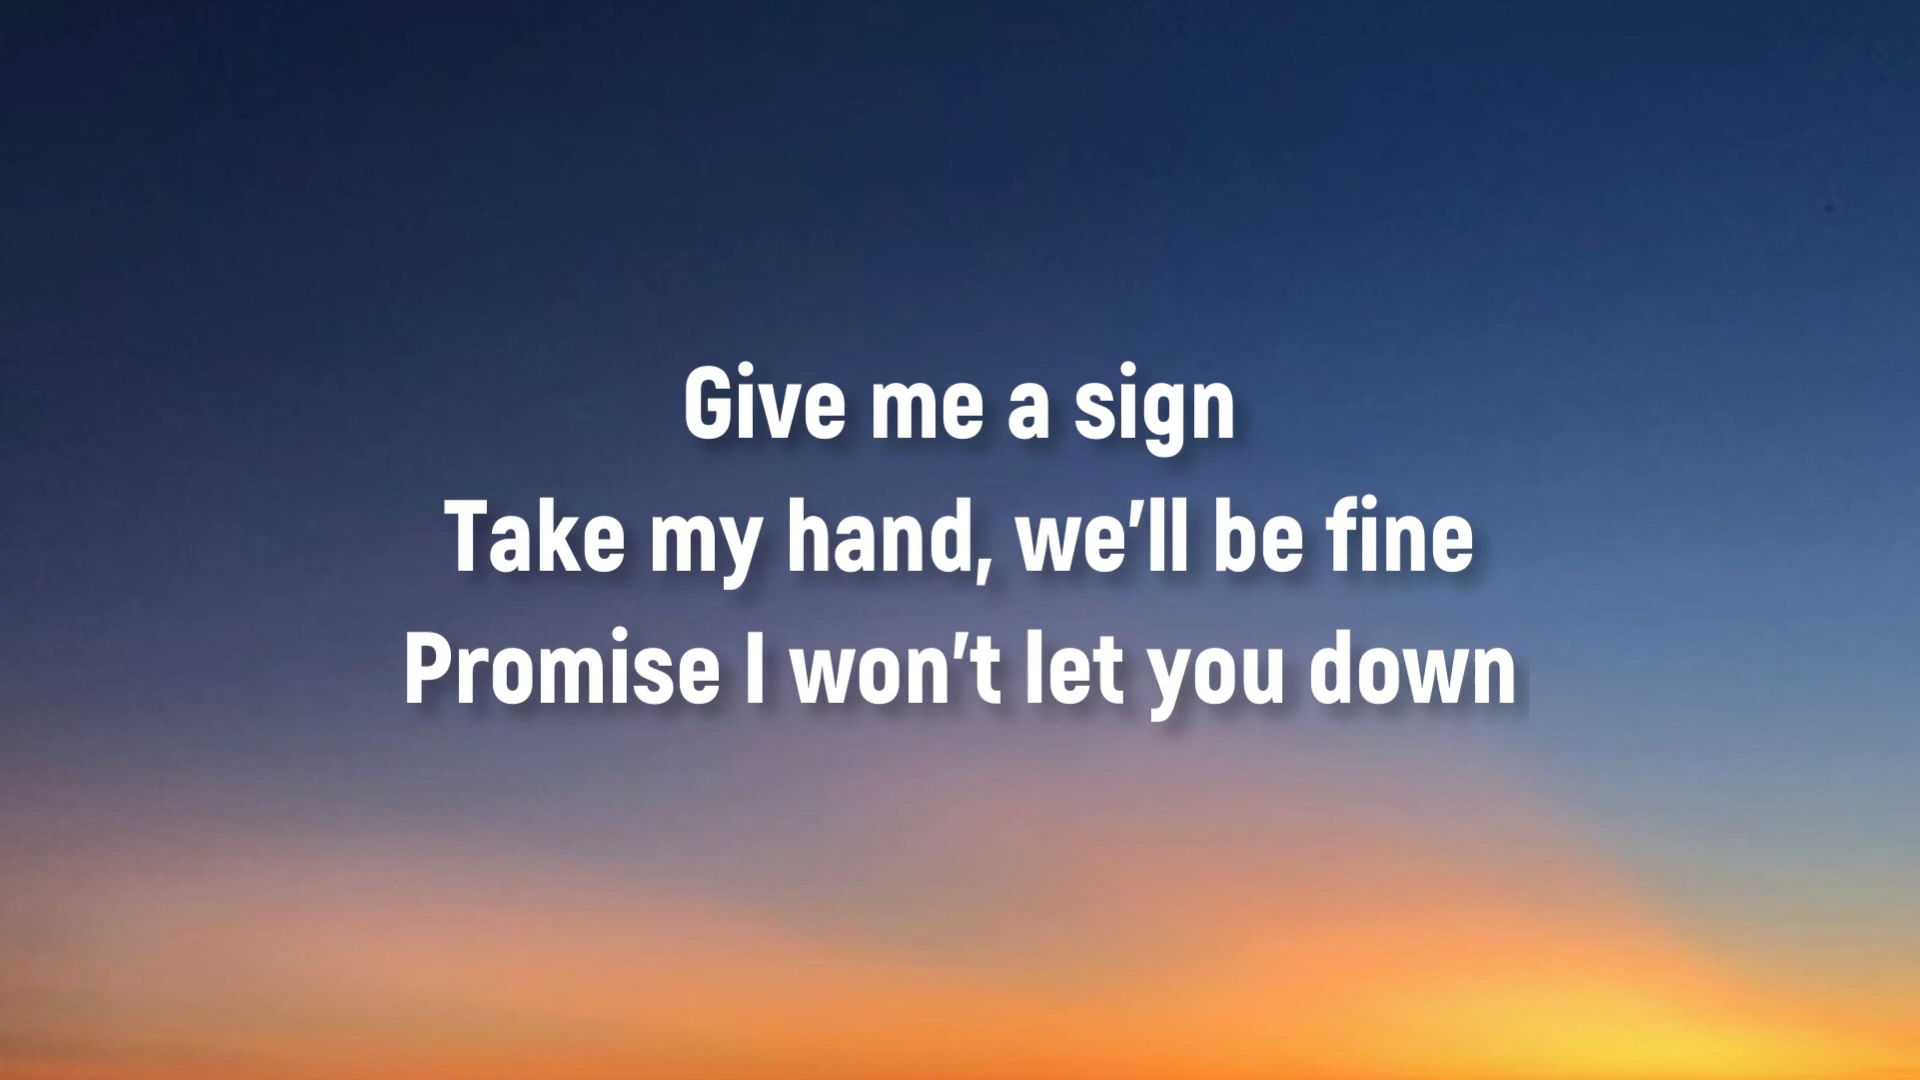 Give me a sign
Take my hand, we’ll be fine
Promise I won’t let you down